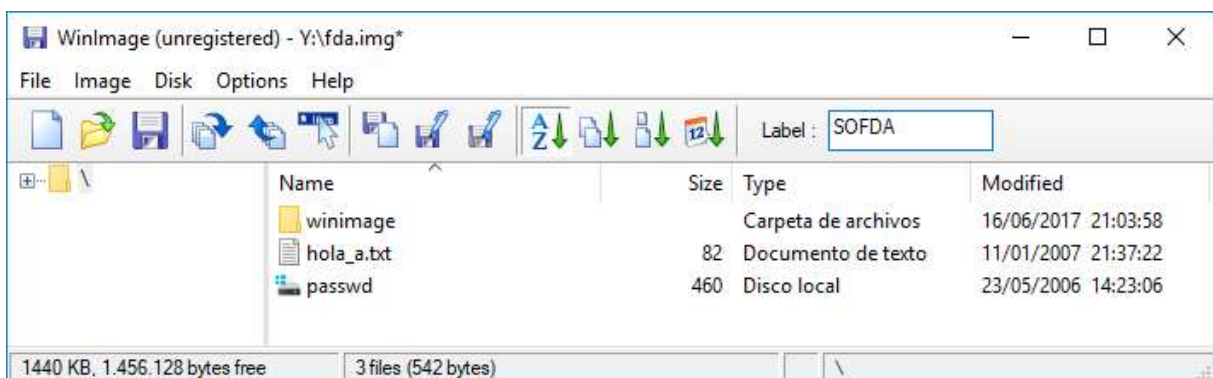 WinImage (unregistered) - Y:\fda.img*
File Image Disk Options Help
A Z 12 Label : SOFDA
\ Name Size Type Modified
winimage Carpeta de archivos 16/06/2017 21:03:58
hola_a.txt 82 Documento de texto 11/01/2007 21:37:22
passwd 460 Disco local 23/05/2006 14:23:06
1440 KB, 1.456.128 bytes free 3 files (542 bytes) \